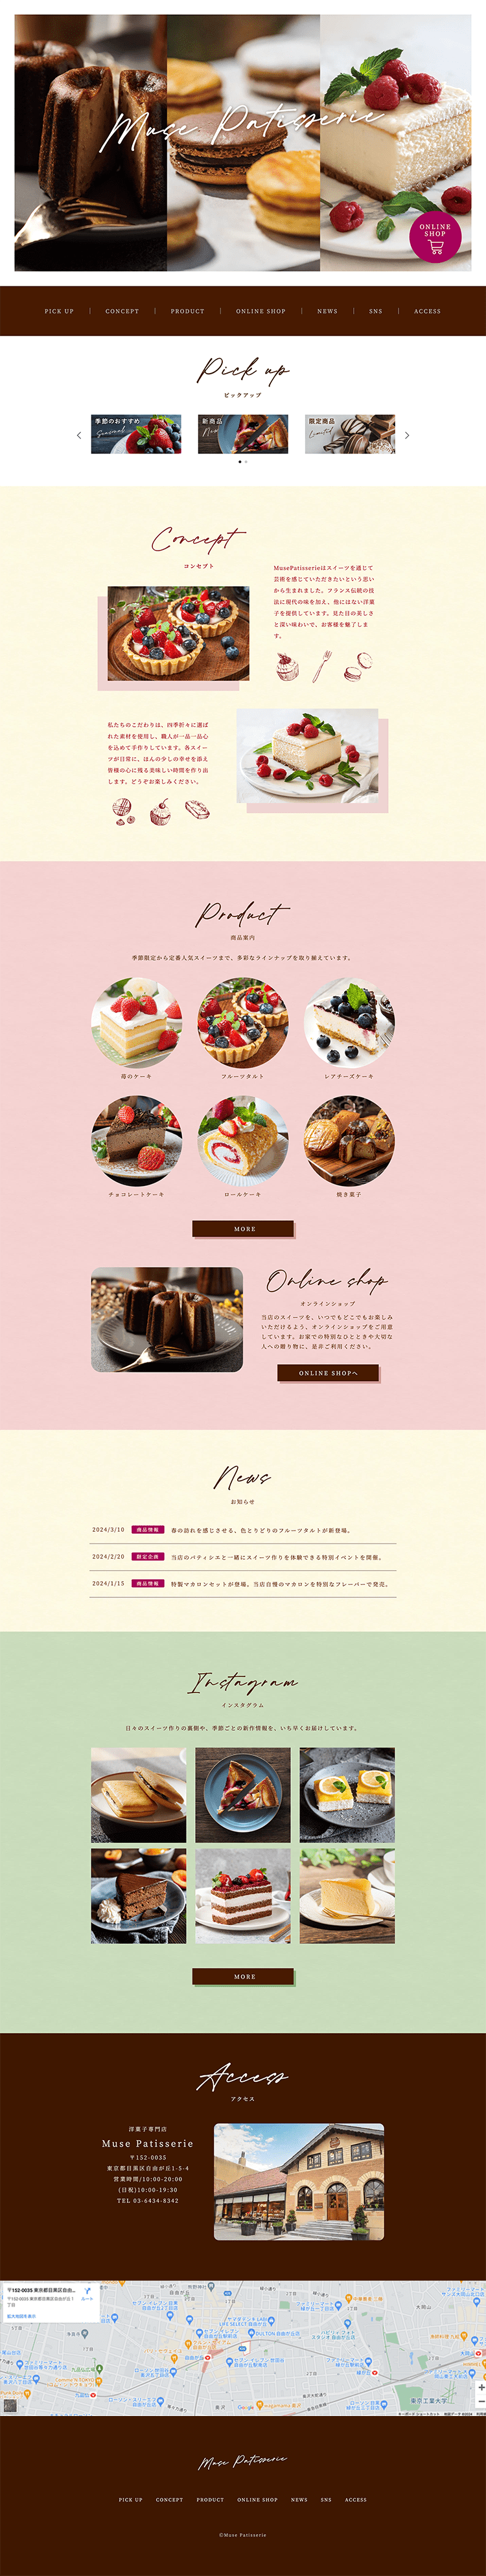 Muse Patisserie
ONLINE
SHOP
PICK UP
CONCEPT
PRODUCT
ONLINE SHOP
NEWS
SNS
ACCESS
Pick up
ピックアップ
季節のおすすめ
Seasonal
新商品
New
限定商品
Limited
Concept
コンセプト
MusePatisserieはスイーツを通じて
芸術を感じていただきたいという思い
から生まれました。フランス伝統の技
法に現代の味を加え、他にはない洋菓
子を提供しています。見た目の美しさ
と深い味わいで、お客様を魅了しま
す。
私たちのこだわりは、四季折々に選ば
れた素材を使用し、職人が一品一品心
を込めて手作りしています。各スイー
ツが日常に、ほんの少しの幸せを添え
皆様の心に残る美味しい時間を作り出
します。どうぞお楽しみください。
Product
商品案内
季節限定から定番人気スイーツまで、多彩なラインナップを取り揃えています。
苺のケーキ
フルーツタルト
レアチーズケーキ
チョコレートケーキ
ロールケーキ
焼き菓子
MORE
Online shop
オンラインショップ
当店のスイーツを、いつでもどこでもお楽しみ
いただけるよう、オンラインショップをご用意
しています。お家での特別なひとときや大切な
人への贈り物に、是非ご利用ください。
ONLINE SHOPへ
News
お知らせ
2024/3/10 商品情報 春の訪れを感じさせる、色とりどりのフルーツタルトが新登場。
2024/2/20 限定企画 当店のパティシエと一緒にスイーツ作りを体験できる特別イベントを開催。
2024/1/15 商品情報 特製マカロンセットが登場。当店自慢のマカロンを特別なフレーバーで発売。
Instagram
インスタグラム
日々のスイーツ作りの裏側や、季節ごとの新作情報を、いち早くお届けしています。
MORE
Access
アクセス
洋菓子専門店
Muse Patisserie
〒152-0035
東京都目黒区自由が丘1-5-4
営業時間/10:00-20:00
(日祝)10:00-19:30
TEL 03-6434-8342
〒152-0035 東京都目黒区自由...
〒152-0035 東京都目黒区自由が丘1
丁目
ルート
拡大地図を表示
東京工業大学
Google
Muse Patisserie
PICK UP
CONCEPT
PRODUCT
ONLINE SHOP
NEWS
SNS
ACCESS
©Muse Patisserie